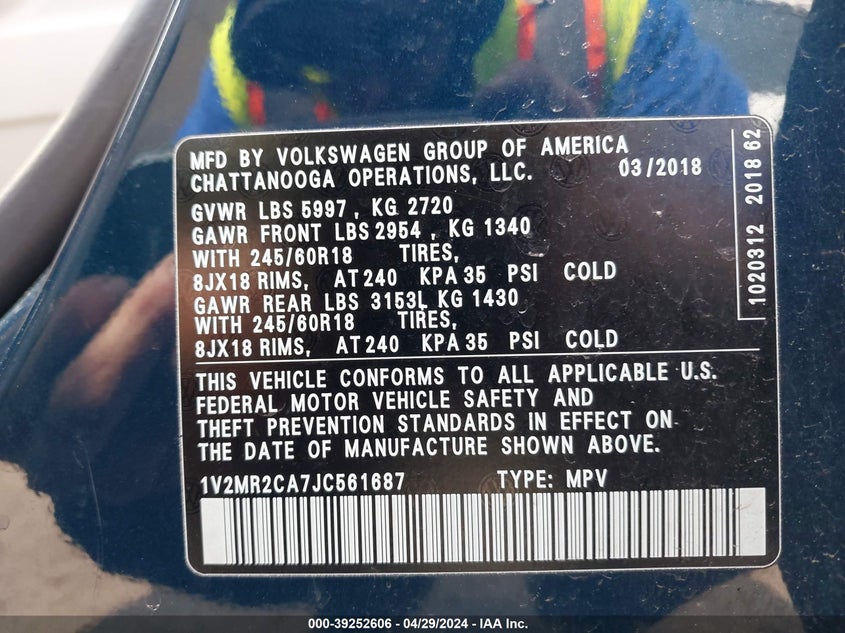 MFD BY VOLKSWAGEN GROUP OF AMERICA
CHATTANOOGA OPERATIONS, LLC. 03/2018
GVWR LBS 5997, KG 2720
GAWR FRONT LBS 2954, KG 1340
WITH 245/60R18 TIRES,
8JX18 RIMS, AT 240 KPA 35 PSI COLD
GAWR REAR LBS 3153L KG 1430
WITH 245/60R18 TIRES,
8JX18 RIMS, AT 240 KPA 35 PSI COLD
THIS VEHICLE CONFORMS TO ALL APPLICABLE U.S.
FEDERAL MOTOR VEHICLE SAFETY AND
THEFT PREVENTION STANDARDS IN EFFECT ON
THE DATE OF MANUFACTURE SHOWN ABOVE.
1V2MR2CA7JC561687 TYPE: MPV
1020312 2018 62
000-39252606 / 04/29/2024 - IAA Inc.